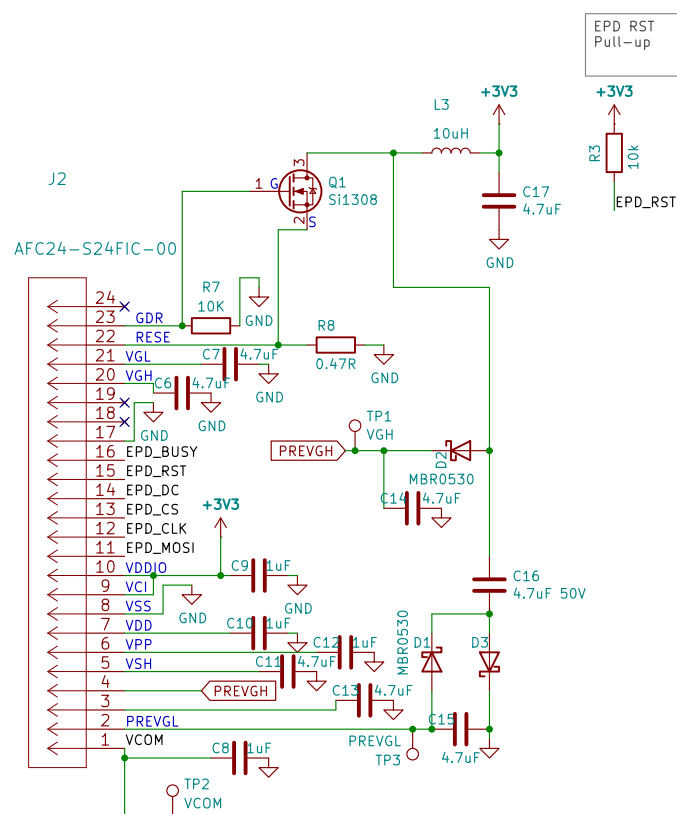 EPD RST
Pull-up
+3V3
+3V3
L3
10uH
R3
10k
3
J2
1
G
Q1
Si1308
C17
4.7uF
EPD_RST
2
S
AFC24-S24FIC-00
GND
R7
10K
24
GND
23
GDR
R8
22
RESE
21
VGL
C7
4.7uF
0.47R
GND
20
VGH
C6
4.7uF
GND
19
GND
18
TP1
17
GND
VGH
16
EPD_BUSY
PREVGH
D2
15
EPD_RST
MBR0530
14
EPD_DC
C14
4.7uF
13
EPD_CS
+3V3
12
EPD_CLK
11
EPD_MOSI
10
VDDIO
C9
1uF
C16
9
VCI
4.7uF 50V
8
VSS
GND
GND
7
VDD
C10
1uF
MBR0530
6
VPP
C12
1uF
D1
D3
5
VSH
C11
4.7uF
4
PREVGH
C13
4.7uF
3
2
PREVGL
C15
1
VCOM
PREVGL
C8
1uF
TP3
4.7uF
TP2
VCOM